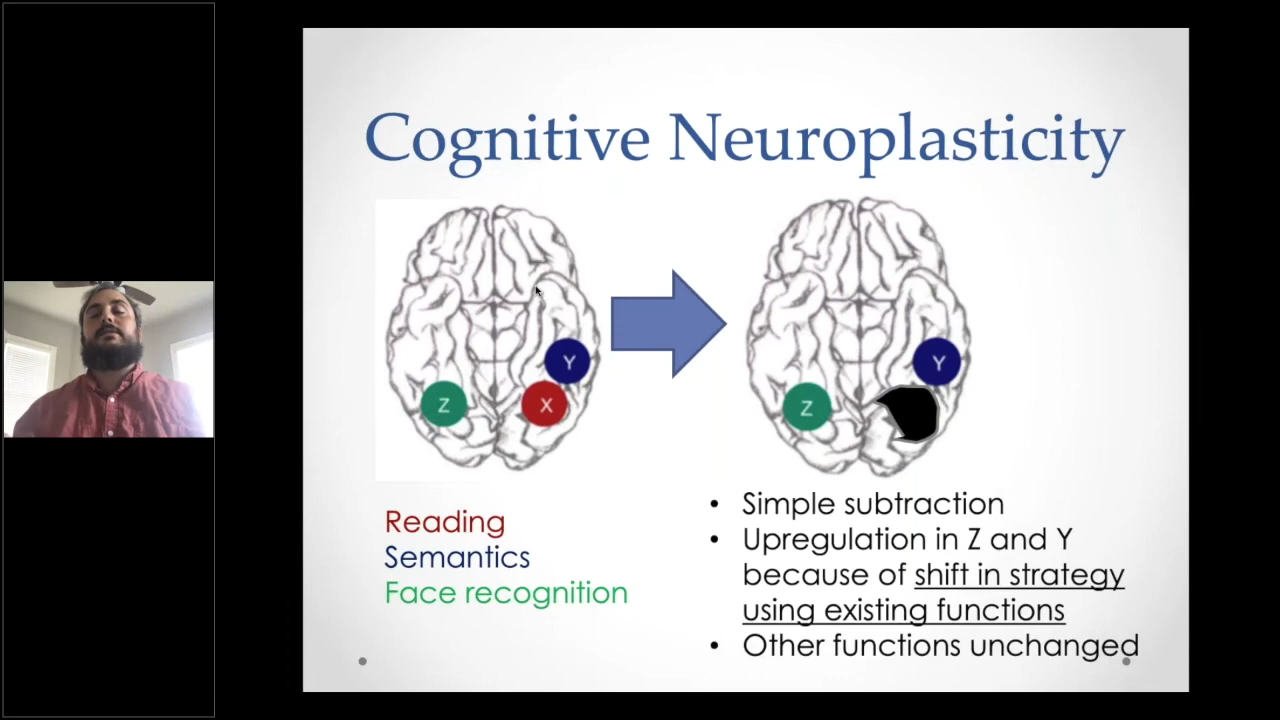 Cognitive Neuroplasticity
Y
Z
X
Y
Z
Reading
Semantics
Face recognition
• Simple subtraction
• Upregulation in Z and Y
because of shift in strategy
using existing functions
• Other functions unchanged